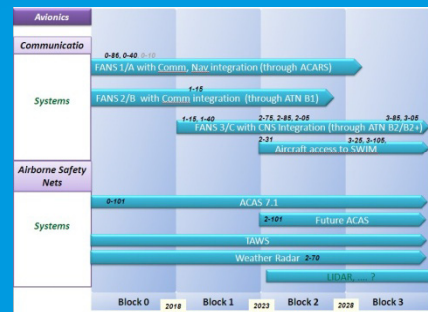 Avionics
Communicatio
0-86, 0-40 0-10
FANS 1/A with Comm, Nav integration (through ACARS)
Systems
1-15
FANS 2/B with Comm integration (through ATN B1)
1-15, 1-40
2-75, 2-85, 2-05
3-85, 3-05
FANS 3/C with CNS Integration (through ATN B2/B2+)
2-31
3-25, 3-105,
Aircraft access to SWIM
Airborne Safety
Nets
0-101
ACAS 7.1
Systems
2-101 Future ACAS
TAWS
Weather Radar 2-70
LIDAR, .... ?
Block 0 2018 Block 1 2023 Block 2 2028 Block 3